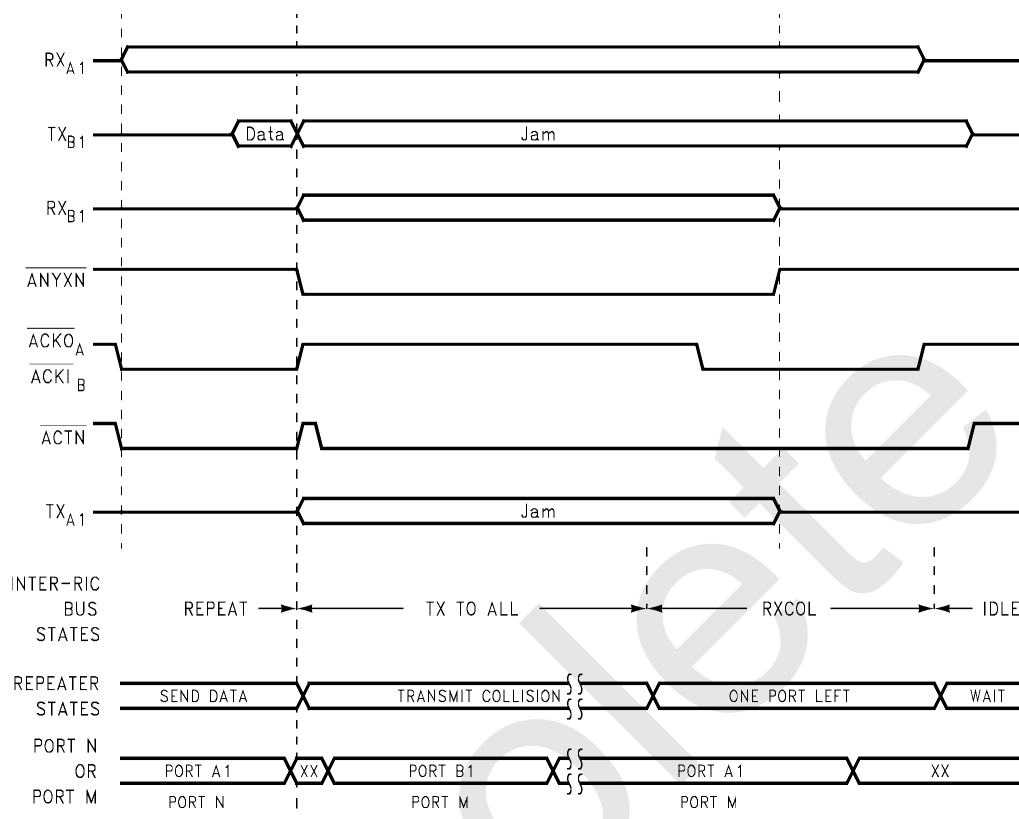 RXA1
TXB1 Data Jam
RXB1
ANYXN
ACKOA
ACKIB
ACTN
TXA1 Jam
INTER-RIC
BUS REPEAT TX TO ALL RXCOL IDLE
STATES
REPEATER
STATES SEND DATA TRANSMIT COLLISION ONE PORT LEFT WAIT
PORT N
OR PORT A1 XX PORT B1 PORT A1 XX
PORT M PORT N PORT M PORT M
olete